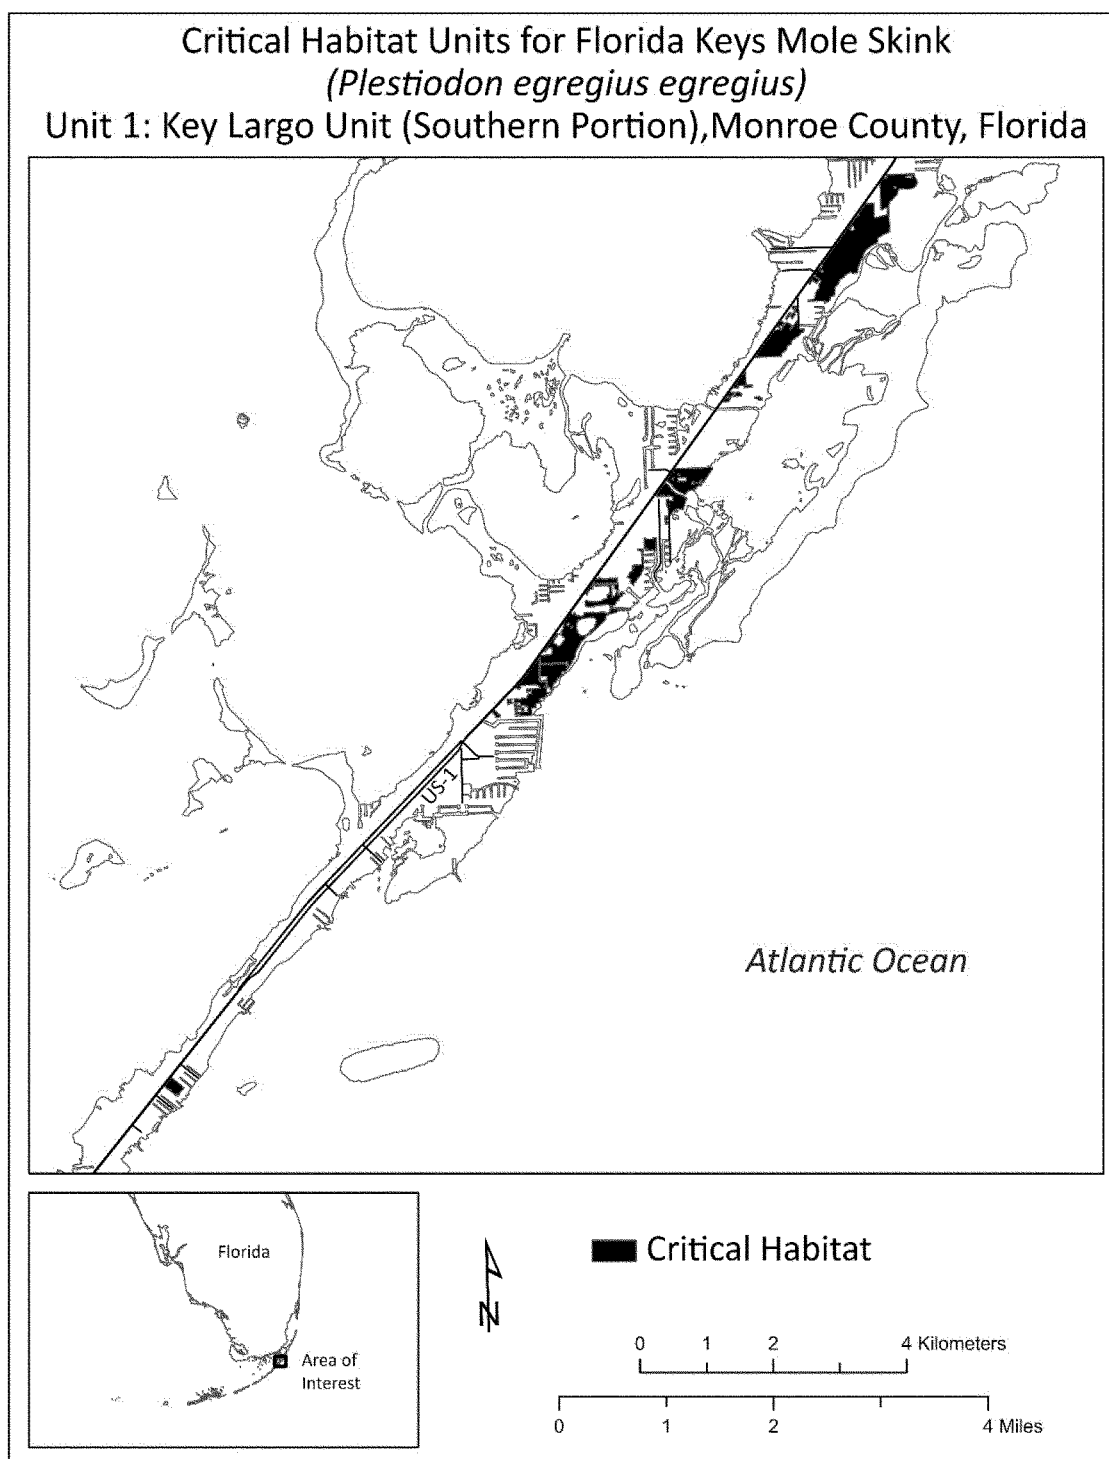 Critical Habitat Units for Florida Keys Mole Skink
(Plestiodon egregius egregius)
Unit 1: Key Largo Unit (Southern Portion),Monroe County, Florida
US-1
Atlantic Ocean
Florida
Area of
Interest
N
Critical Habitat
0 1 2 4 Kilometers
0 1 2 4 Miles